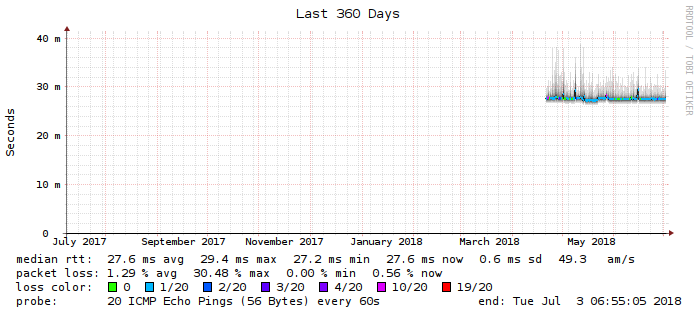 Last 360 Days
RRDTOOL / TOBI OETIKER
Seconds
40 m
30 m
20 m
10 m
0
July 2017 September 2017 November 2017 January 2018 March 2018 May 2018
median rtt: 27.6 ms avg 29.4 ms max 27.2 ms min 27.6 ms now 0.6 ms sd 49.3 am/s
packet loss: 1.29 % avg 30.48 % max 0.00 % min 0.56 % now
loss color: 0 1/20 2/20 3/20 4/20 10/20 19/20
probe: 20 ICMP Echo Pings (56 Bytes) every 60s end: Tue Jul 3 06:55:05 2018